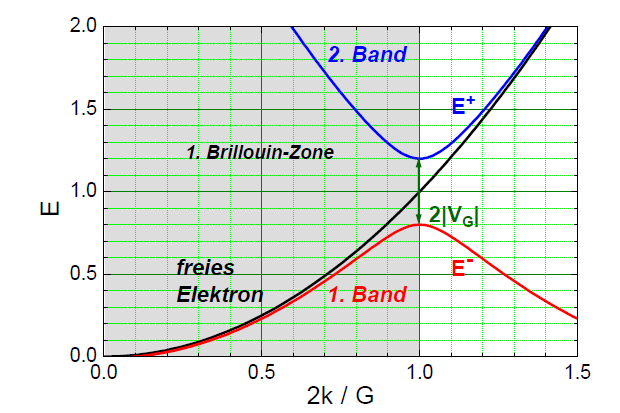 2.0
2. Band
1.5
E+
1. Brillouin-Zone
E
1.0
2|VG|
0.5
freies
Elektron
1. Band
E-
0.0
0.0 0.5 1.0 1.5
2k / G